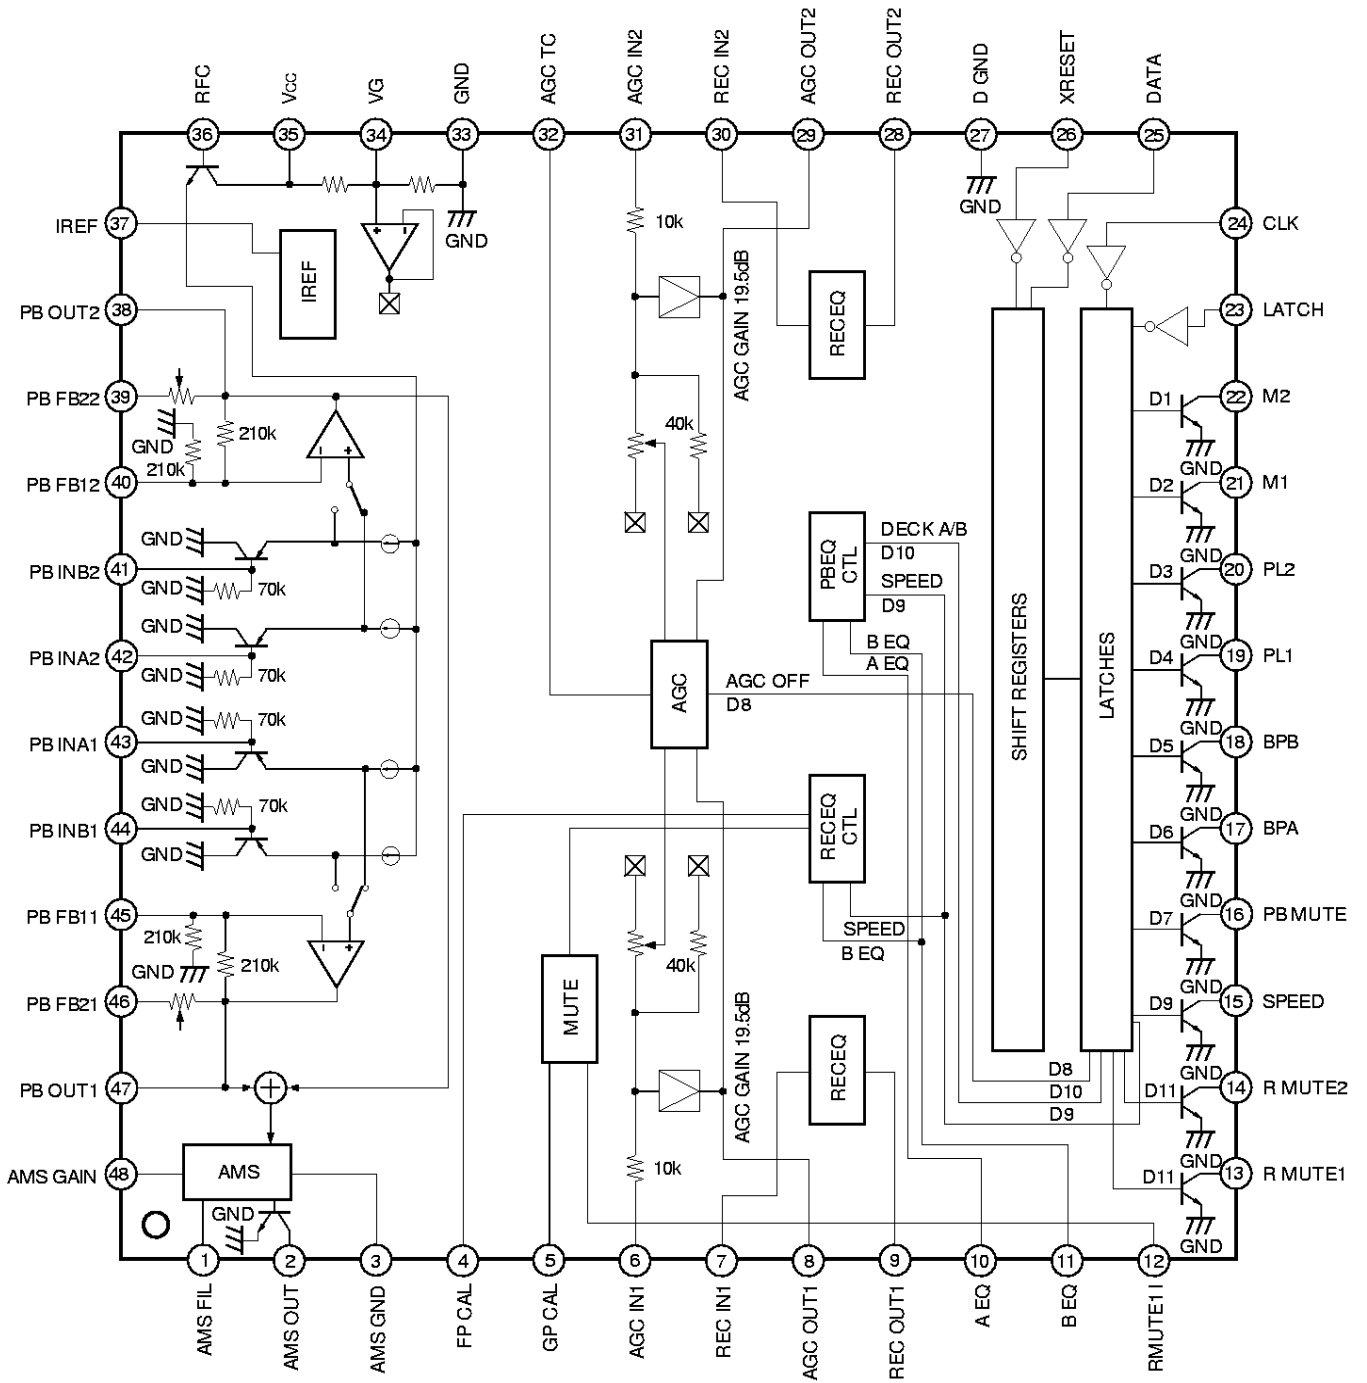 RFC
Vcc
VG
GND
AGC TC
AGC IN2
REC IN2
AGC OUT2
REC OUT2
D GND
XRESET
DATA
36
35
34
33
32
31
30
29
28
27
26
25
IREF
37
IREF
GND
10k
AGC GAIN 19.5dB
RECEQ
GND
24
CLK
PB OUT2
38
23
LATCH
PB FB22
39
GND
210k
210k
40k
D1
22
M2
GND
PB FB12
40
D2
21
M1
GND
GND
PB INB2
41
GND
70k
PBEQ CTL
DECK A/B
D10
SPEED
D9
B EQ
A EQ
SHIFT REGISTERS
LATCHES
D3
20
PL2
GND
GND
PB INA2
42
GND
70k
AGC
AGC OFF
D8
D4
19
PL1
GND
GND
70k
PB INA1
43
GND
D5
18
BPB
GND
GND
70k
PB INB1
44
GND
RECEQ CTL
D6
17
BPA
GND
PB FB11
45
210k
GND
210k
SPEED
B EQ
40k
D7
16
PB MUTE
GND
PB FB21
46
MUTE
AGC GAIN 19.5dB
RECEQ
D9
15
SPEED
GND
PB OUT1
47
+
D8
D10
D9
D11
14
R MUTE2
GND
AMS GAIN
48
AMS
GND
10k
D11
13
R MUTE1
GND
1
2
3
4
5
6
7
8
9
10
11
12
AMS FIL
AMS OUT
AMS GND
FP CAL
GP CAL
AGC IN1
REC IN1
AGC OUT1
REC OUT1
A EQ
B EQ
RMUTE1 I